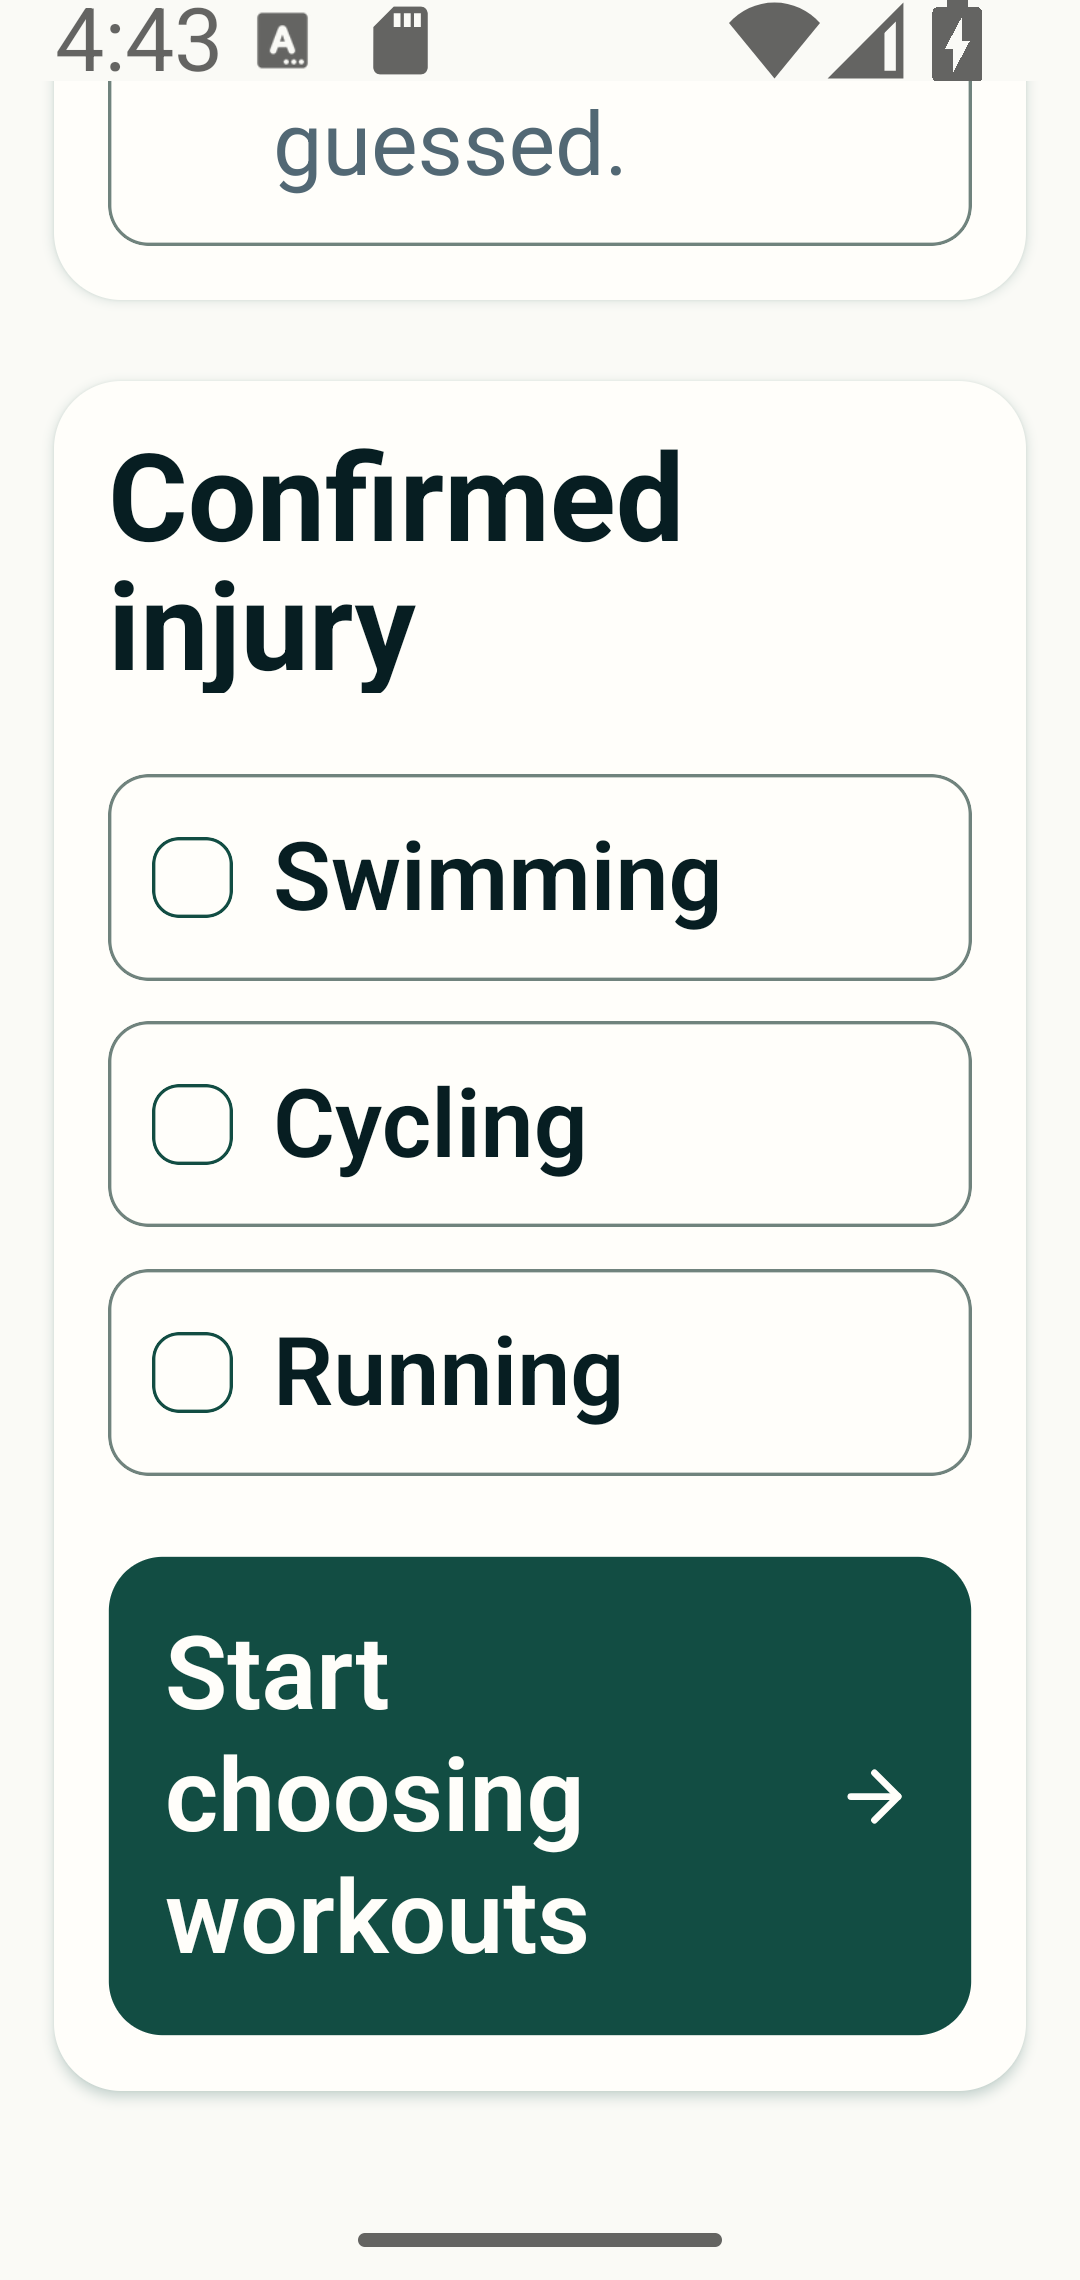 4:43
guessed.
Confirmed
injury
Swimming
Cycling
Running
Start
choosing
workouts